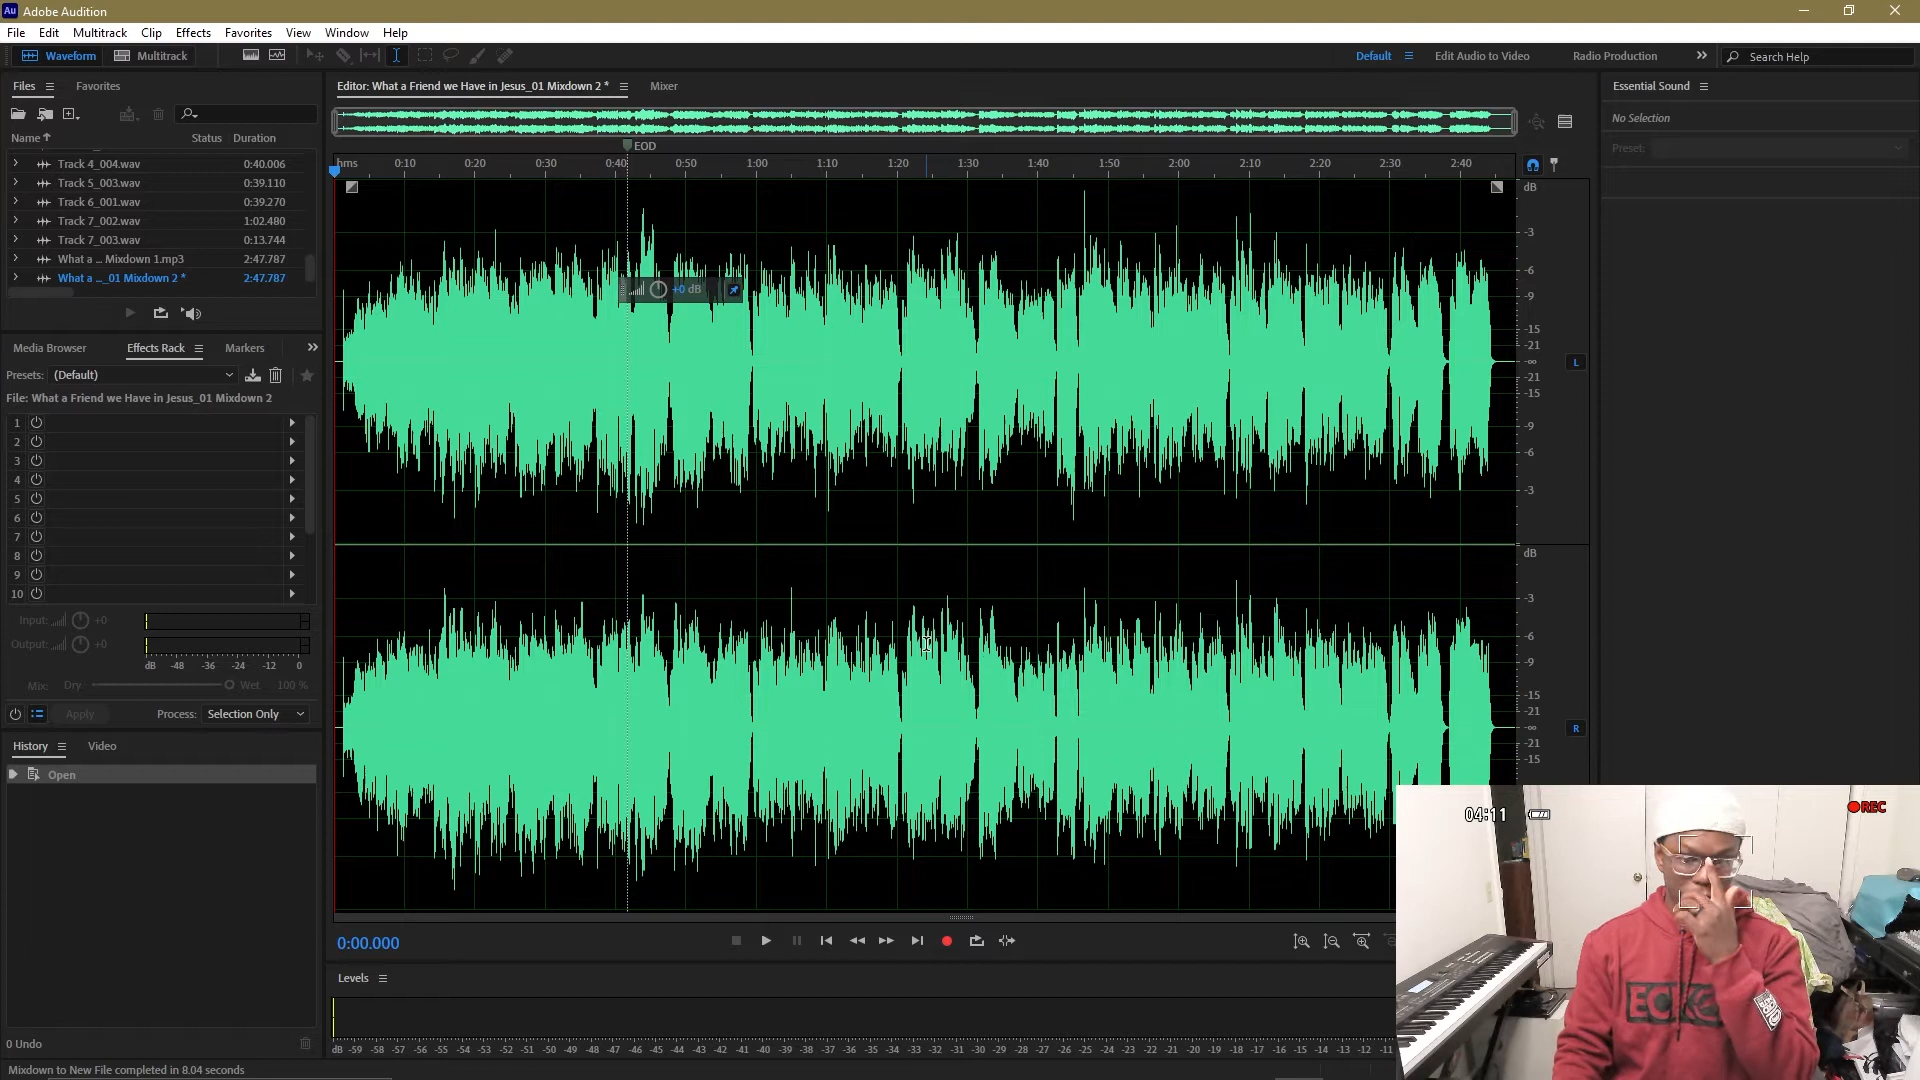 Au Adobe Audition
File Edit Multitrack Clip Effects Favorites View Window Help
Waveform Multitrack Default Edit Audio to Video Radio Production Search Help
Files Favorites
Name Status Duration
Track 4_004.wav 0:40.006
Track 5_003.wav 0:39.110
Track 6_001.wav 0:39.270
Track 7_002.wav 1:02.480
Track 7_003.wav 0:13.744
What a ... Mixdown 1.mp3 2:47.787
What a ..._01 Mixdown 2 * 2:47.787
Media Browser Effects Rack Markers
Presets: (Default)
File: What a Friend we Have in Jesus_01 Mixdown 2
1
2
3
4
5
6
7
8
9
10
Input: +0
Output: +0
dB -48 -36 -24 -12 0
Mix: Dry Wet 100 %
Apply Process: Selection Only
History Video
Open
0 Undo
Mixdown to New File completed in 8.04 seconds
Editor: What a Friend we Have in Jesus_01 Mixdown 2 * Mixer
EOD
hms 0:10 0:20 0:30 0:40 0:50 1:00 1:10 1:20 1:30 1:40 1:50 2:00 2:10 2:20 2:30 2:40
+0 dB
dB
-3
-6
-9
-15
-21
-∞
-21
-15
-9
-6
-3
L
dB
-3
-6
-9
-15
-21
-∞
-21
-15
R
0:00.000
Levels
dB -59 -58 -57 -56 -55 -54 -53 -52 -51 -50 -49 -48 -47 -46 -45 -44 -43 -42 -41 -40 -39 -38 -37 -36 -35 -34 -33 -32 -31 -30 -29 -28 -27 -26 -25 -24 -23 -22 -21 -20 -19 -18 -17 -16 -15 -14 -13 -12 -11
Essential Sound
No Selection
Preset:
04:11 REC